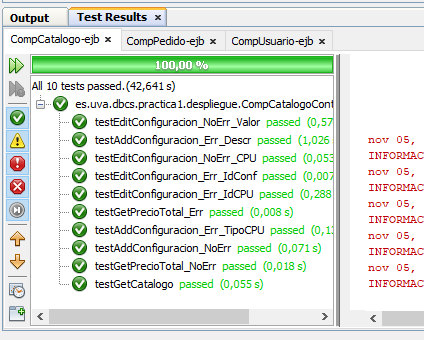 Output Test Results
CompCatalogo-ejb CompPedido-ejb CompUsuario-ejb
100,00 %
All 10 tests passed.(42,641 s)
es.uva.dbcs.practica1.despliegue.CompCatalogoCont
testEditConfiguracion_NoErr_Valor passed (0,57
testAddConfiguracion_Err_Descr passed (1,026 s
testEditConfiguracion_NoErr_CPU passed (0,053
testEditConfiguracion_Err_IdConf passed (0,007
testEditConfiguracion_Err_IdCPU passed (0,288
testGetPrecioTotal_Err passed (0,008 s)
testAddConfiguracion_Err_TipoCPU passed (0,13
testAddConfiguracion_NoErr passed (0,071 s)
testGetPrecioTotal_NoErr passed (0,018 s)
testGetCatalogo passed (0,055 s)
nov 05,
INFORMAC
nov 05,
INFORMAC
nov 05,
INFORMAC
nov 05,
INFORMAC
nov 05,
INFORMAC